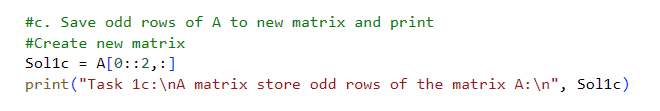 #c. Save odd rows of A to new matrix and print
#Create new matrix
Sol1c = A[0::2,:]
print("Task 1c:\nA matrix store odd rows of the matrix A:\n", Sol1c)